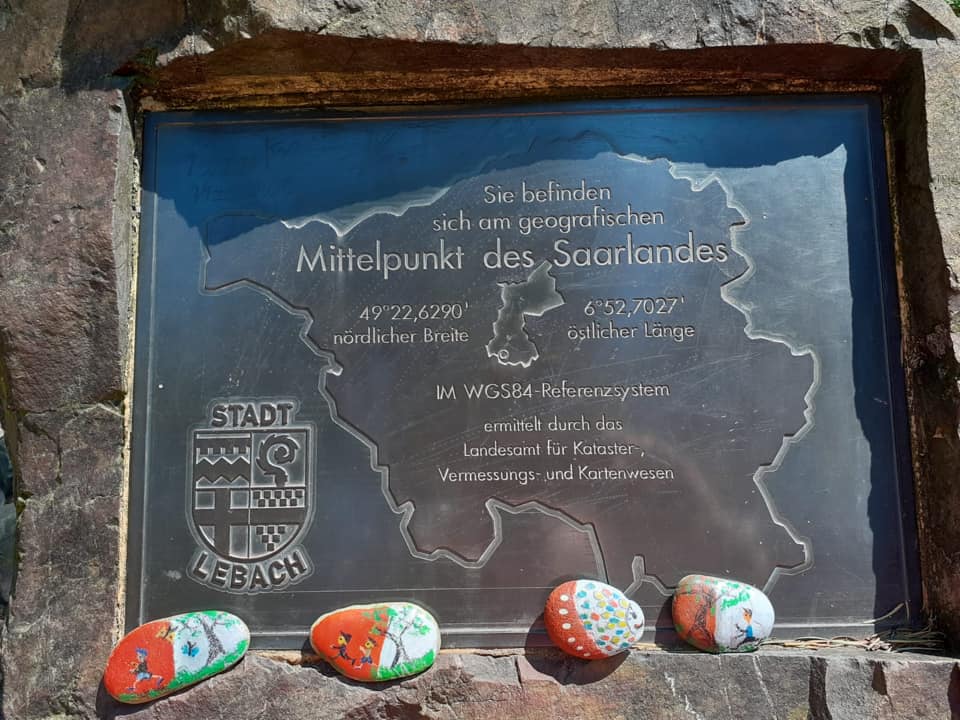 Sie befinden
sich am geografischen
Mittelpunkt des Saarlandes
49°22,6290'
nördlicher Breite
6°52,7027'
östlicher Länge
IM WGS84-Referenzsystem
ermittelt durch das
Landesamt für Kataster-,
Vermessungs- und Kartenwesen
STADT
LEBACH